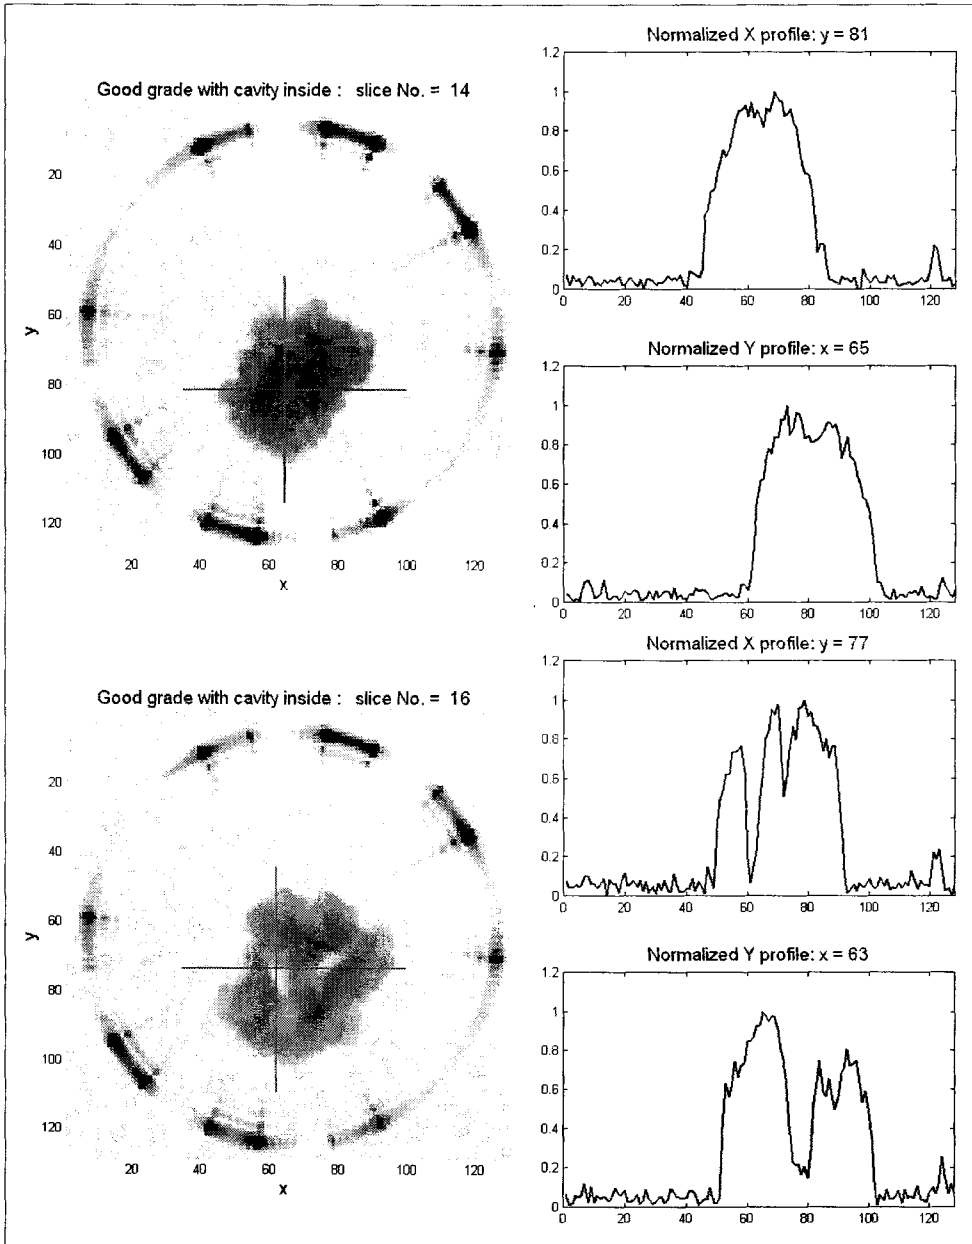 Good grade with cavity inside : slice No. = 14
20
40
60
80
100
120
y
20 40 60 80 100 120
x
Normalized X profile: y = 81
1.2
1
0.8
0.6
0.4
0.2
0
0 20 40 60 80 100 120
Normalized Y profile: x = 65
1.2
1
0.8
0.6
0.4
0.2
0
0 20 40 60 80 100 120
Good grade with cavity inside : slice No. = 16
20
40
60
80
100
120
y
20 40 60 80 100 120
x
Normalized X profile: y = 77
1.2
1
0.8
0.6
0.4
0.2
0
0 20 40 60 80 100 120
Normalized Y profile: x = 63
1.2
1
0.8
0.6
0.4
0.2
0
0 20 40 60 80 100 120